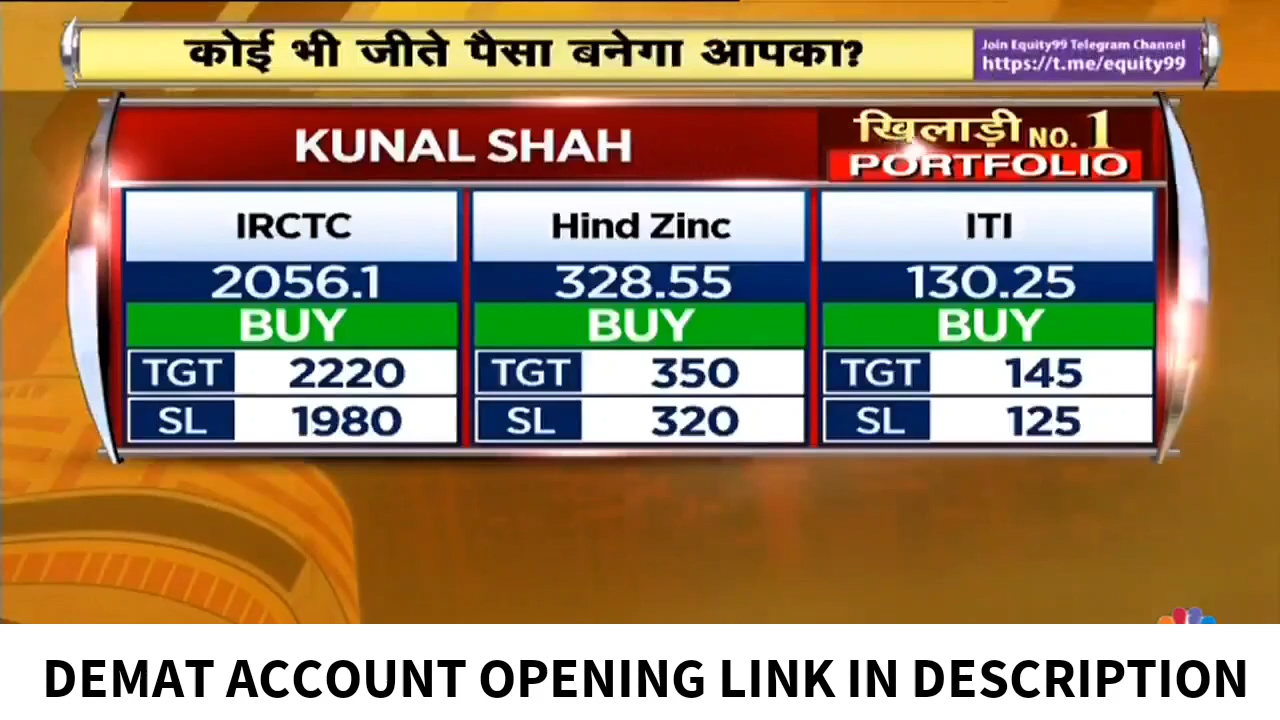 कोई भी जीते पैसा बनेगा आपका?
Join Equity99 Telegram Channel
https://t.me/equity99
KUNAL SHAH
खिलाड़ी NO. 1
PORTFOLIO
IRCTC Hind Zinc ITI
2056.1 328.55 130.25
BUY BUY BUY
TGT 2220 TGT 350 TGT 145
SL 1980 SL 320 SL 125
DEMAT ACCOUNT OPENING LINK IN DESCRIPTION